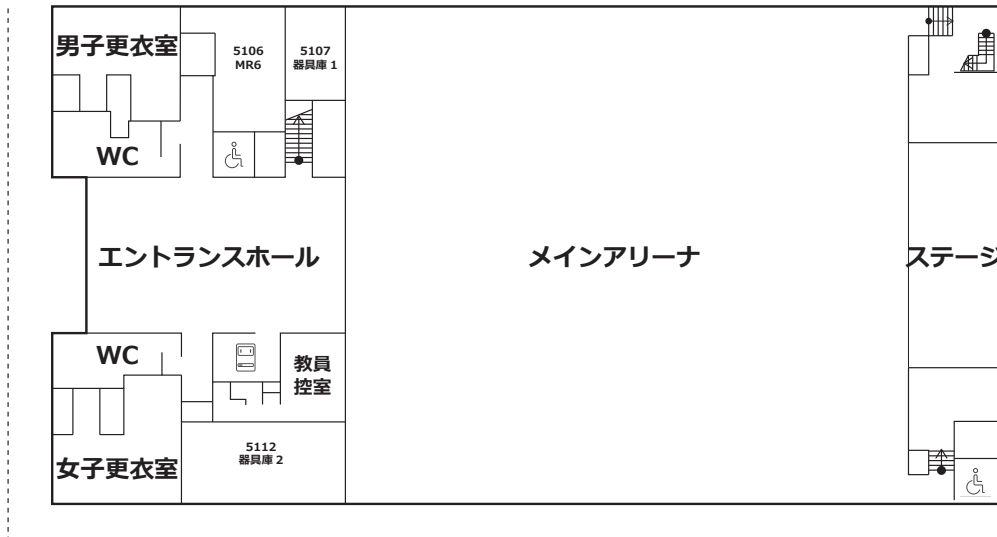 男子更衣室
5106
MR6
5107
器具庫 1
WC
エントランスホール
メインアリーナ
ステージ
WC
教員
控室
5112
器具庫 2
女子更衣室